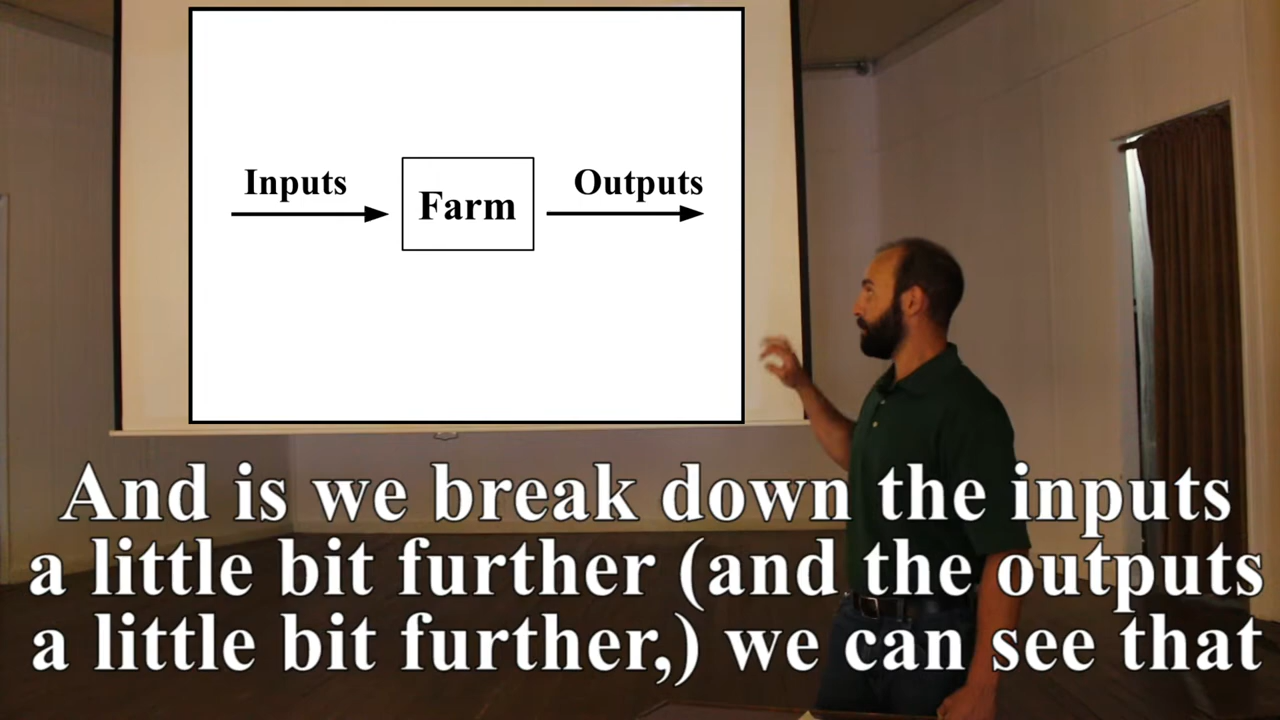 Inputs
Farm
Outputs
And is we break down the inputs
a little bit further (and the outputs
a little bit further,) we can see that